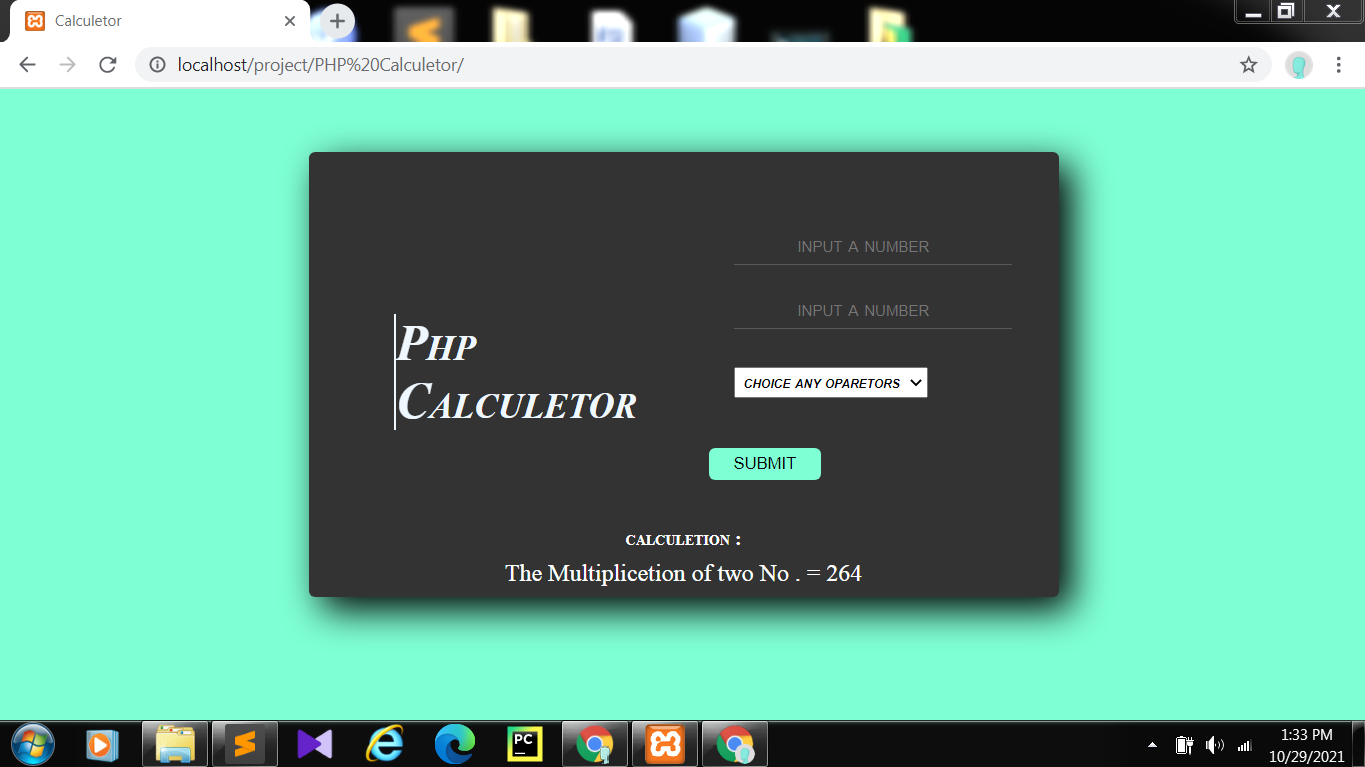 Calculetor
localhost/project/PHP%20Calculetor/
INPUT A NUMBER
INPUT A NUMBER
PHP
CALCULETOR
CHOICE ANY OPARETORS
SUBMIT
CALCULETION :
The Multiplicetion of two No . = 264
PC
1:33 PM
10/29/2021